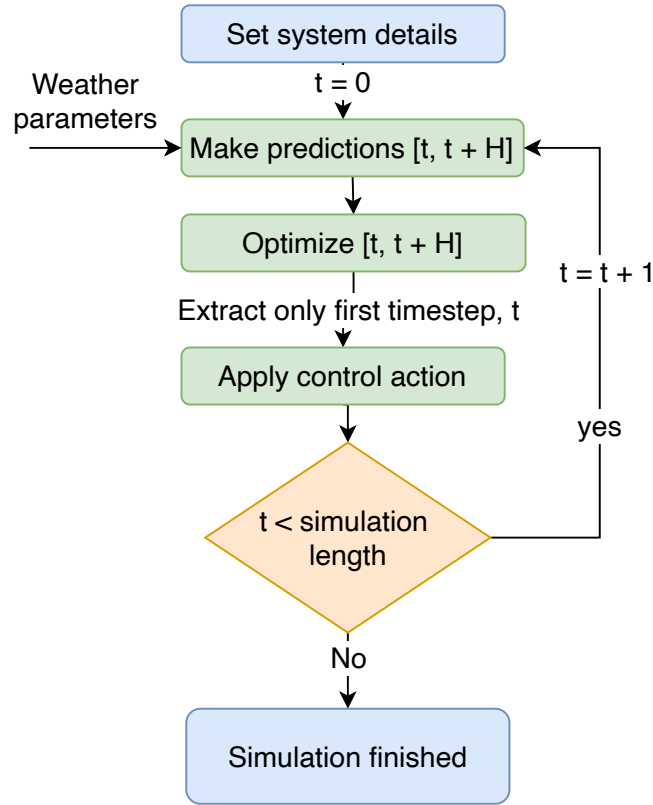 Set system details
t = 0
Weather
parameters
Make predictions [t, t + H]
Optimize [t, t + H]
t = t + 1
Extract only first timestep, t
Apply control action
yes
t < simulation
length
No
Simulation finished